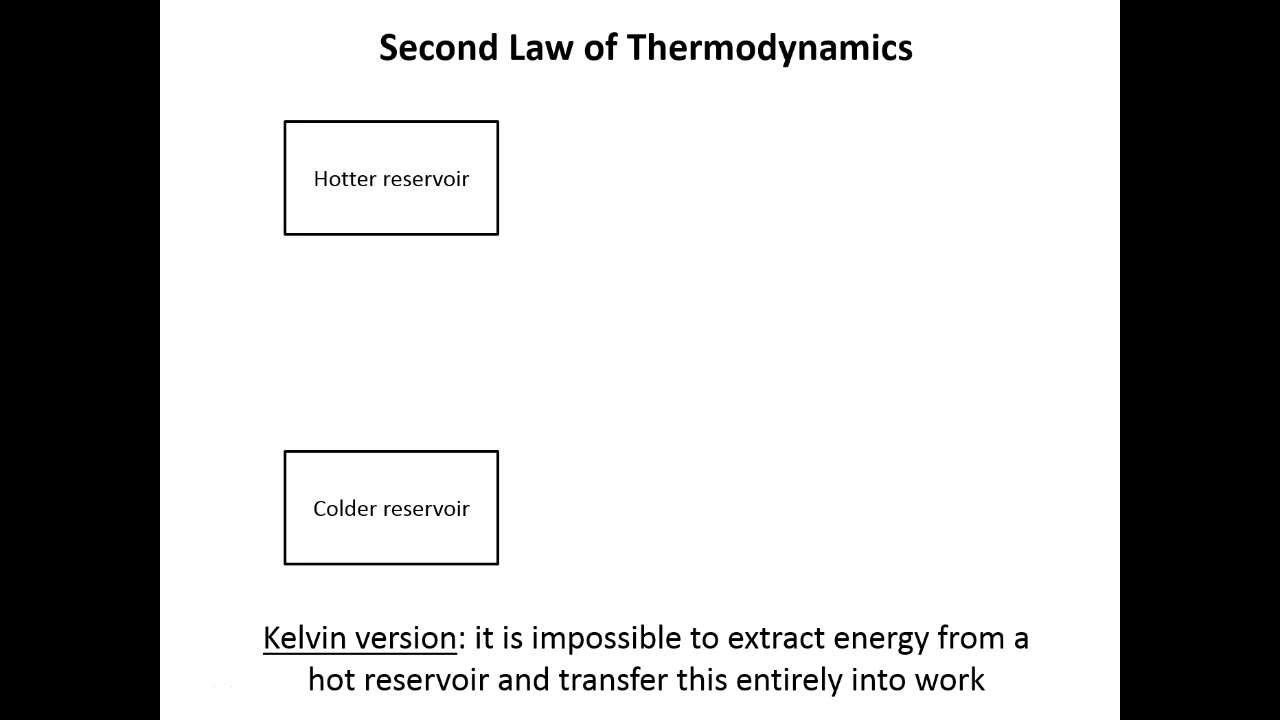 Second Law of Thermodynamics
Hotter reservoir
Colder reservoir
Kelvin version: it is impossible to extract energy from a
hot reservoir and transfer this entirely into work